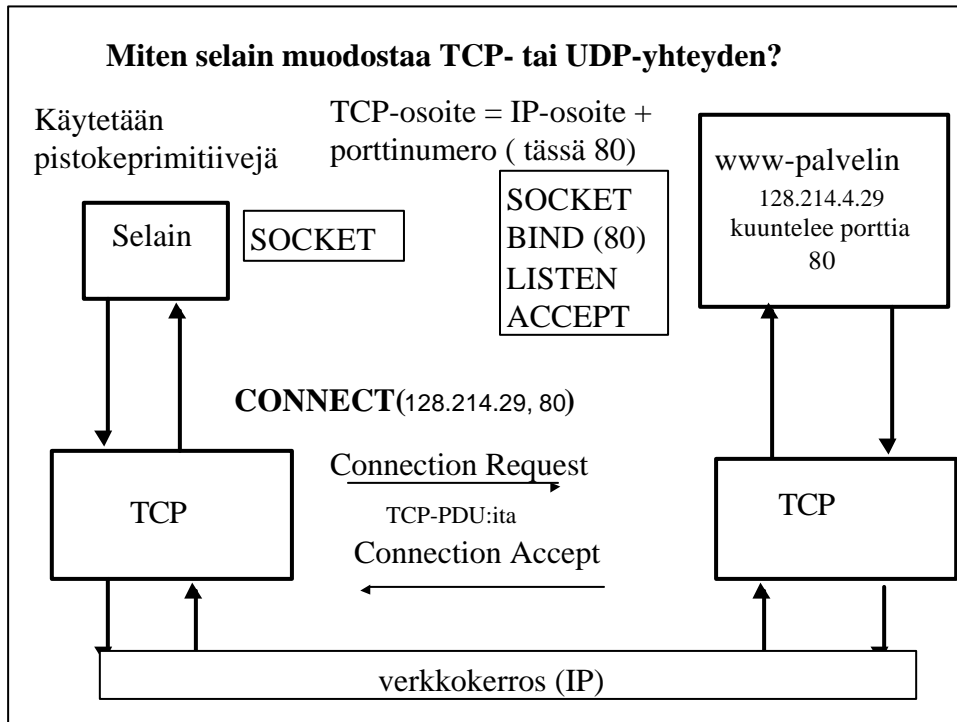 Miten selain muodostaa TCP- tai UDP-yhteyden?
Käytetään
pistokeprimitiivejä
TCP-osoite = IP-osoite +
porttinumero ( tässä 80)
Selain
SOCKET
SOCKET
BIND (80)
LISTEN
ACCEPT
www-palvelin
128.214.4.29
kuuntelee porttia
80
CONNECT(128.214.29, 80)
TCP
Connection Request
TCP-PDU:ita
Connection Accept
TCP
verkkokerros (IP)